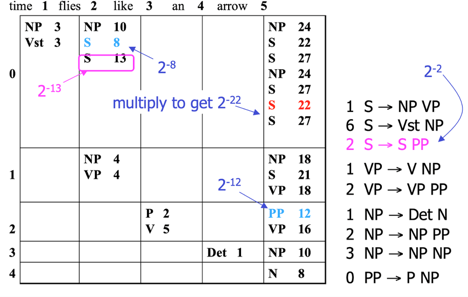 time 1 flies 2 like 3 an 4 arrow 5
0
NP 3
Vst 3
NP 10
S 8
S 13
NP 24
S 22
S 27
NP 24
S 27
S 22
S 27
2-8
2-13
multiply to get 2-22
2-2
1
NP 4
VP 4
NP 18
S 21
VP 18
2-12
2
P 2
V 5
PP 12
VP 16
3
Det 1
NP 10
4
N 8
1 S → NP VP
6 S → Vst NP
2 S → S PP
1 VP → V NP
2 VP → VP PP
1 NP → Det N
2 NP → NP PP
3 NP → NP NP
0 PP → P NP